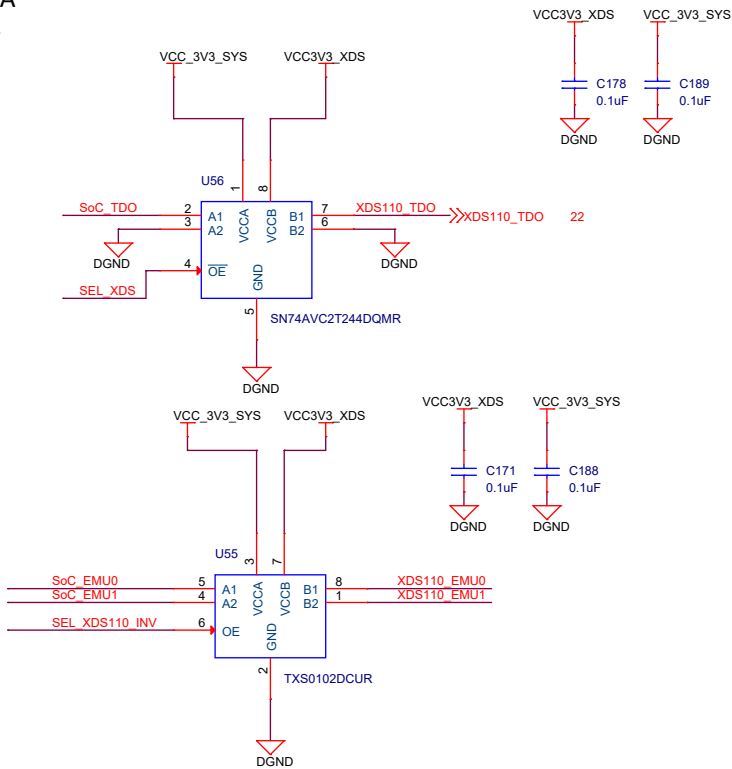 A
VCC3V3_XDS VCC_3V3_SYS
C178 C189
0.1uF 0.1uF
DGND DGND
VCC_3V3_SYS VCC3V3_XDS
U56
1 8
SoC_TDO 2 A1 VCCA VCCB B1 7 XDS110_TDO XDS110_TDO 22
3 A2 B2 6
DGND DGND
4 OE GND
SEL_XDS
5
SN74AVC2T244DQMR
DGND
VCC3V3_XDS VCC_3V3_SYS
C171 C188
0.1uF 0.1uF
DGND DGND
VCC_3V3_SYS VCC3V3_XDS
U55
3 7
SoC_EMU0 5 A1 VCCA VCCB B1 8 XDS110_EMU0
SoC_EMU1 4 A2 B2 1 XDS110_EMU1
SEL_XDS110_INV 6 OE GND
2
TXS0102DCUR
DGND